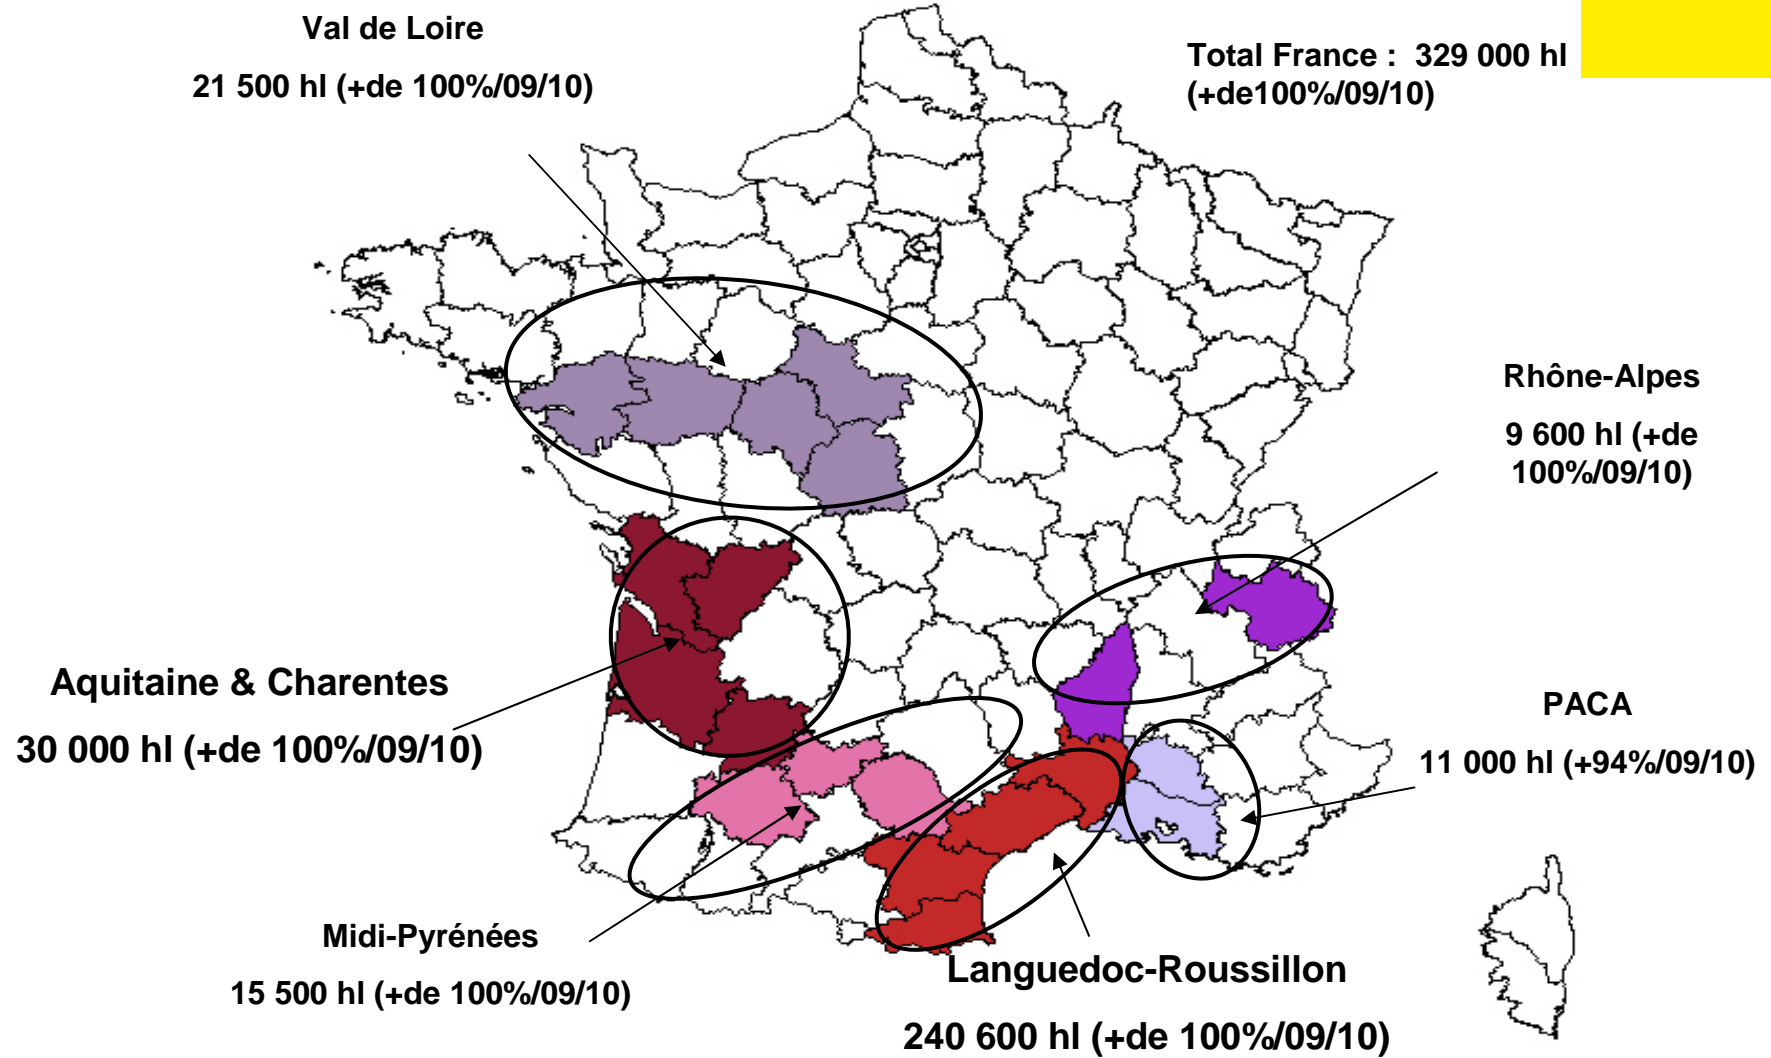 Val de Loire
21 500 hl (+de 100%/09/10)
Total France :  329 000 hl
(+de100%/09/10)
Rhône-Alpes
9 600 hl (+de
100%/09/10)
Aquitaine & Charentes
30 000 hl (+de 100%/09/10)
PACA
11 000 hl (+94%/09/10)
Midi-Pyrénées
15 500 hl (+de 100%/09/10)
Languedoc-Roussillon
240 600 hl (+de 100%/09/10)